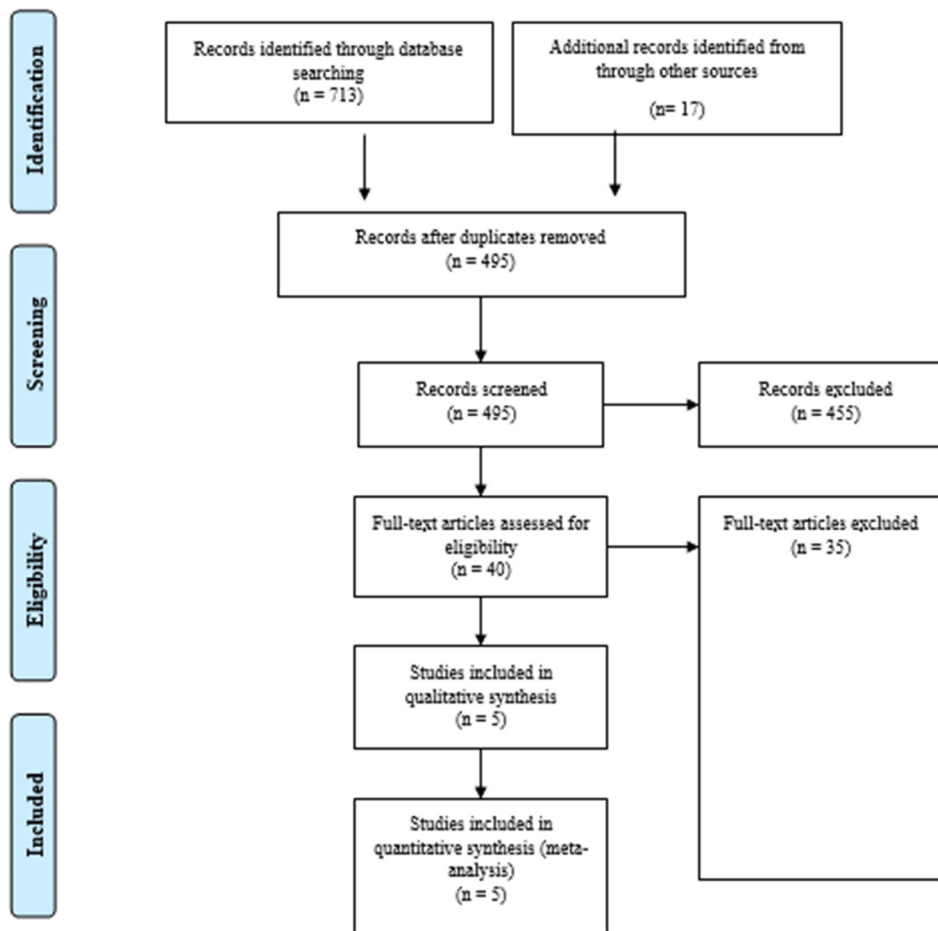 Identification
Records identified through database
searching
(n = 713)
Additional records identified from
through other sources
(n= 17)
Records after duplicates removed
(n = 495)
Screening
Records screened
(n = 495)
Records excluded
(n = 455)
Eligibility
Full-text articles assessed for
eligibility
(n = 40)
Full-text articles excluded
(n = 35)
Studies included in
qualitative synthesis
(n = 5)
Included
Studies included in
quantitative synthesis (meta-
analysis)
(n = 5)